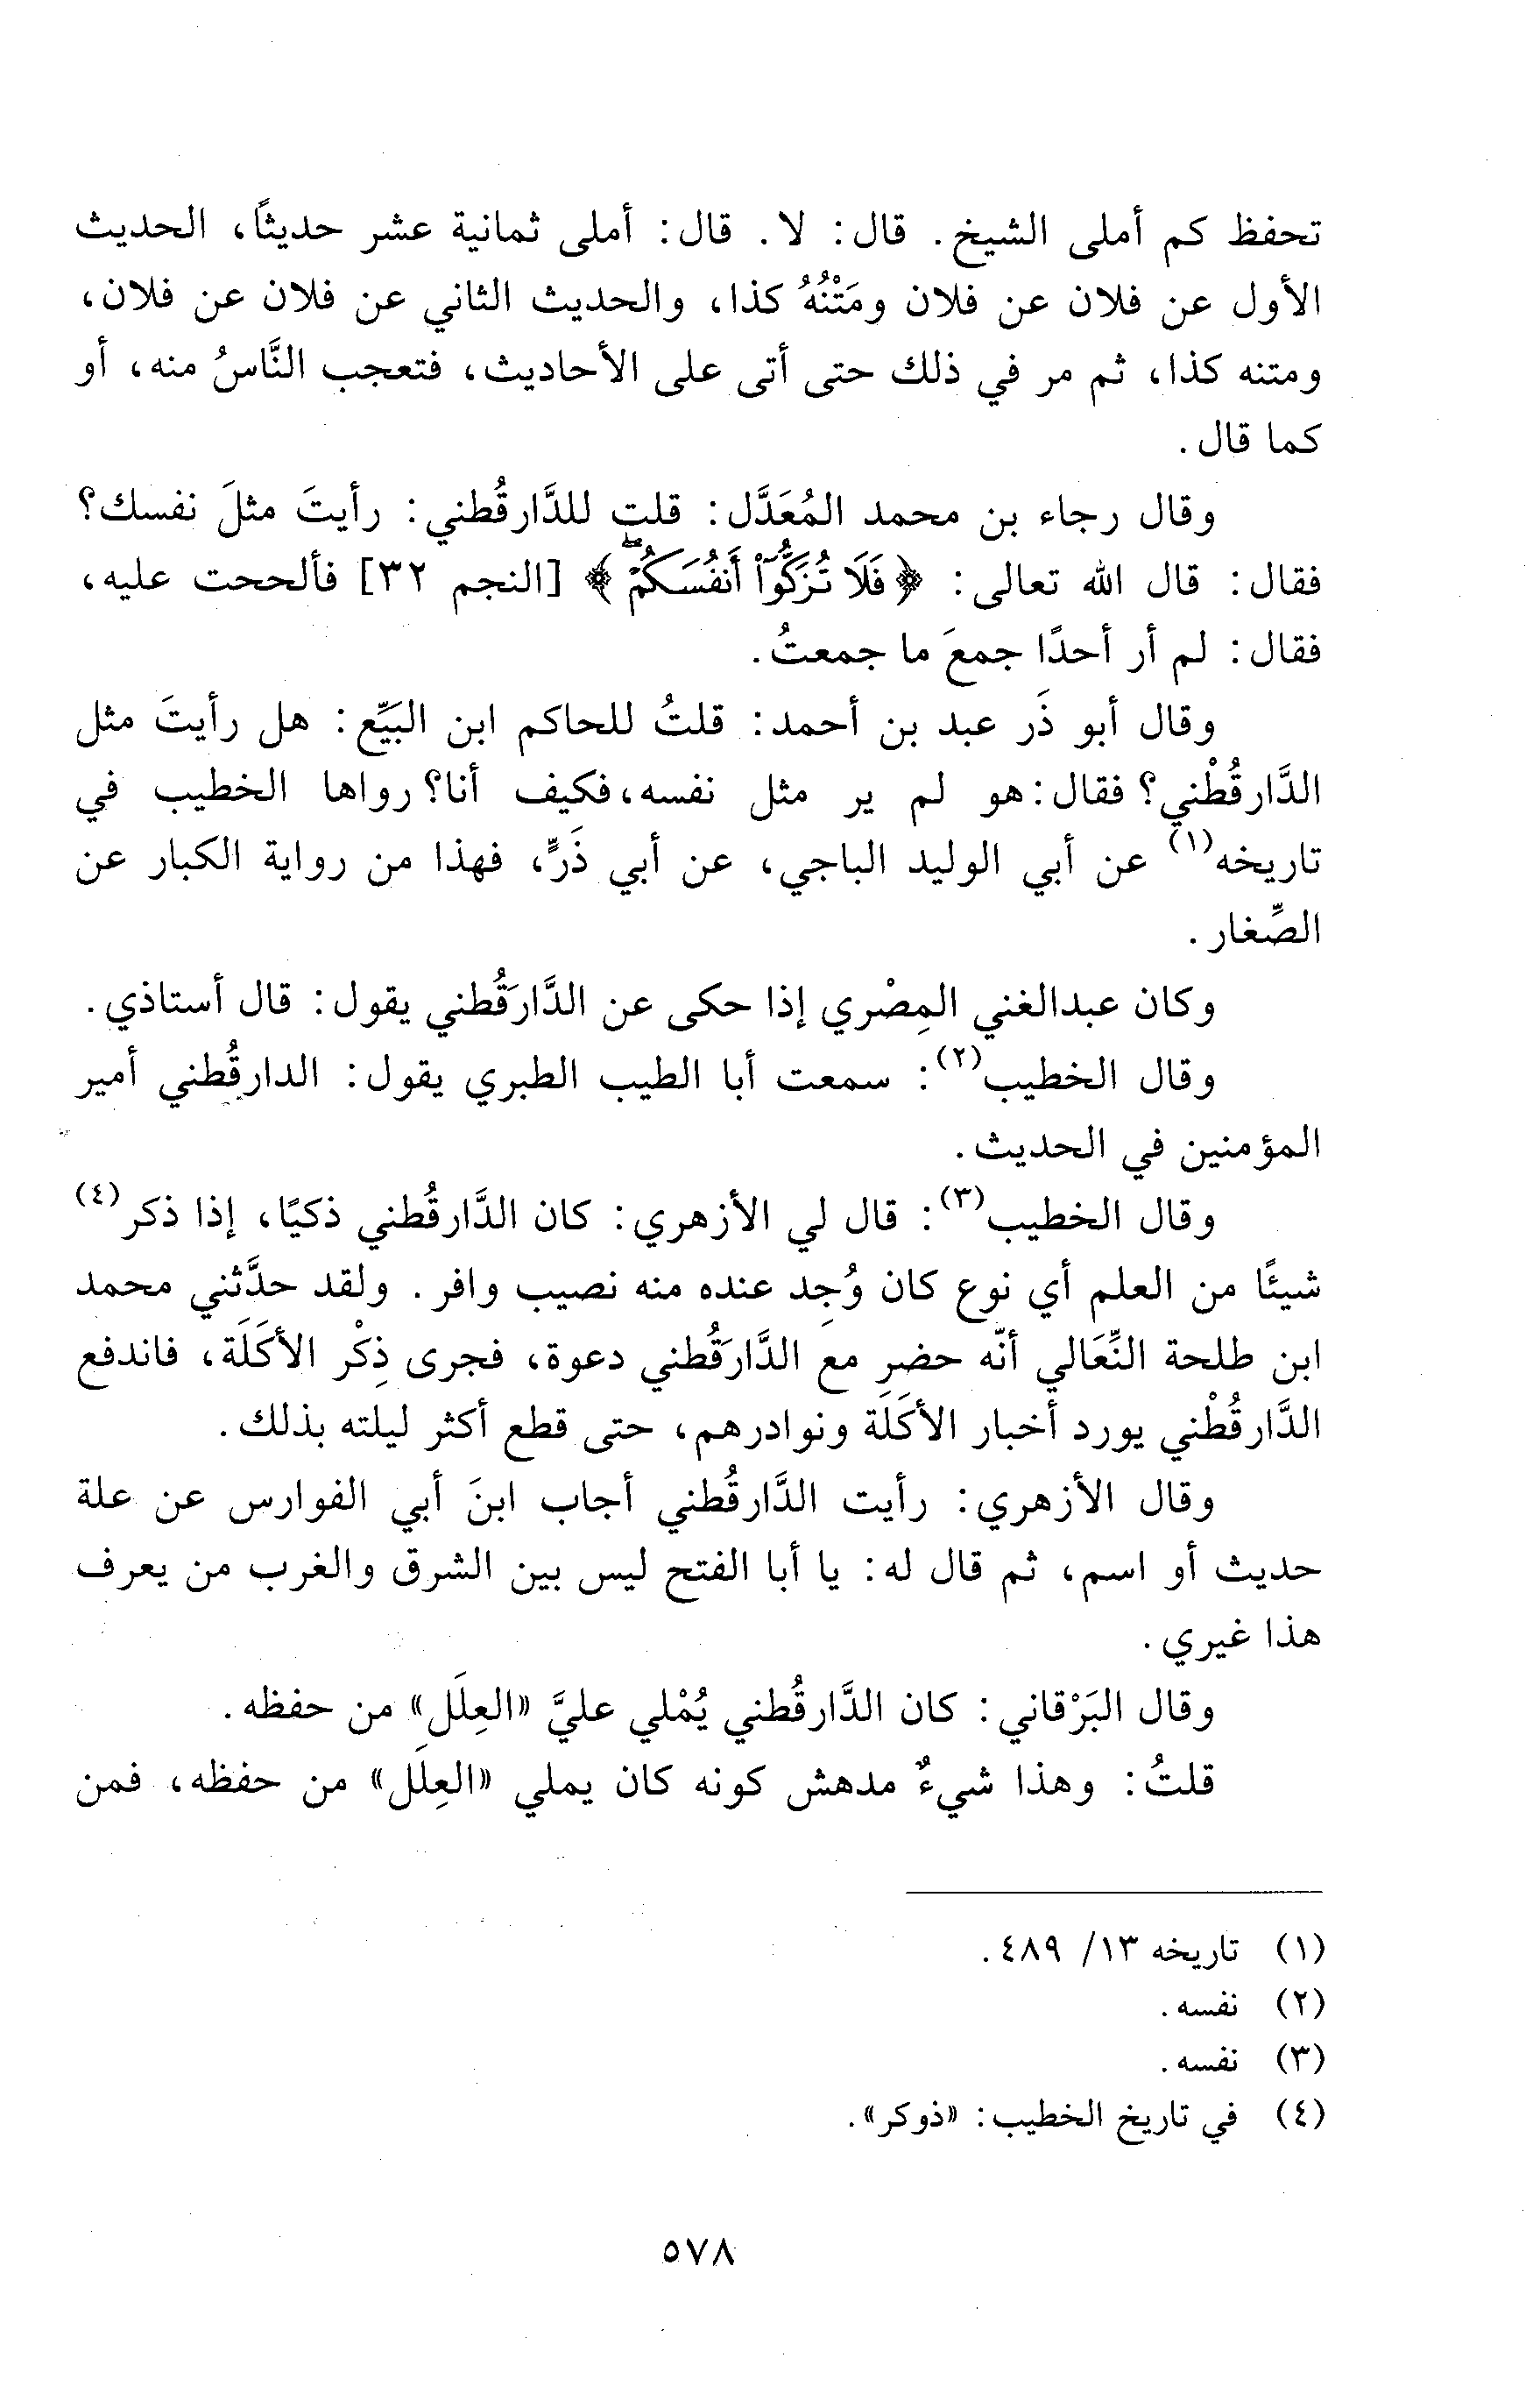 تحفظ كم أملى الشيخ. قال: لا. قال: أملى ثمانية عشر حديثًا، الحديث
الأول عن فلان عن فلان ومَتْنُهُ كذا، والحديث الثاني عن فلان عن فلان،
ومتنه كذا، ثم مر في ذلك حتى أتى على الأحاديث، فتعجب النَّاسُ منه، أو
كما قال.
وقال رجاء بن محمد المُعَدَّل: قلت للدَّارقُطني: رأيتَ مثلَ نفسك؟
فقال: قال الله تعالى: ﴿فَلَا تُزَكُّوٓاْ أَنفُسَكُمْۖ﴾ [النجم ٣٢] فألححت عليه،
فقال: لم أر أحدًا جمعَ ما جمعتُ.
وقال أبو ذَر عبد بن أحمد: قلتُ للحاكم ابن البَيِّع: هل رأيتَ مثل
الدَّارقُطْني؟ فقال: هو لم ير مثل نفسه، فكيف أنا؟ رواها الخطيب في
تاريخه(١) عن أبي الوليد الباجي، عن أبي ذَرٍّ، فهذا من رواية الكبار عن
الصِّغار.
وكان عبدالغني المِصْري إذا حكى عن الدَّارَقُطني يقول: قال أستاذي.
وقال الخطيب(٢): سمعت أبا الطيب الطبري يقول: الدارقُطني أمير
المؤمنين في الحديث.
وقال الخطيب(٣): قال لي الأزهري: كان الدَّارقُطني ذكيًا، إذا ذكر(٤)
شيئًا من العلم أي نوع كان وُجِد عنده منه نصيب وافر. ولقد حدَّثني محمد
ابن طلحة النِّعَالي أنّه حضر مع الدَّارَقُطني دعوة، فجرى ذِكْر الأكَلَة، فاندفع
الدَّارقُطْني يورد أخبار الأكَلَة ونوادرهم، حتى قطع أكثر ليلته بذلك.
وقال الأزهري: رأيت الدَّارقُطني أجاب ابنَ أبي الفوارس عن علة
حديث أو اسم، ثم قال له: يا أبا الفتح ليس بين الشرق والغرب من يعرف
هذا غيري.
وقال البَرْقاني: كان الدَّارقُطني يُمْلي عليَّ «العِلَل» من حفظه.
قلتُ: وهذا شيءٌ مدهش كونه كان يملي «العِلَل» من حفظه، فمن
(١) تاريخه ١٣/ ٤٨٩.
(٢) نفسه.
(٣) نفسه.
(٤) في تاريخ الخطيب: «ذوكر».
٥٧٨